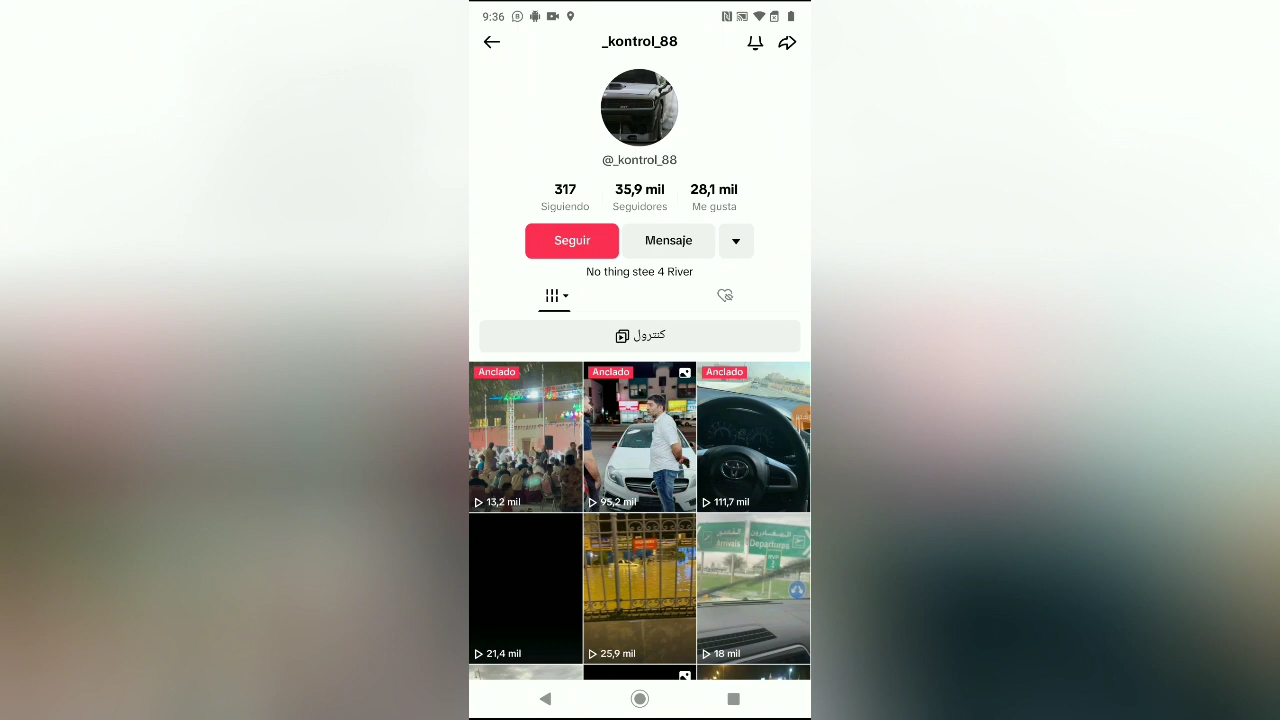 9:36
_kontrol_88
@_kontrol_88
317 35,9 mil 28,1 mil
Siguiendo Seguidores Me gusta
Seguir Mensaje
No thing stee 4 River
كنترول
Anclado Anclado Anclado
13,2 mil 95,2 mil 111,7 mil
Arrivals Departures
21,4 mil 25,9 mil 18 mil